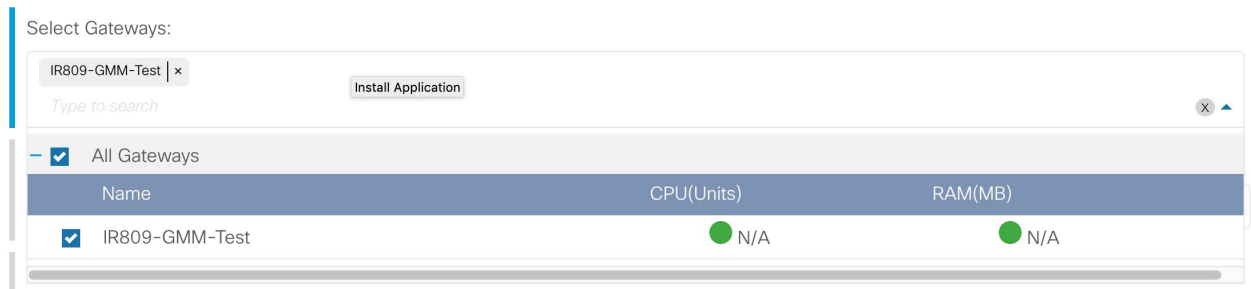 Select Gateways:
IR809-GMM-Test | ×
Install Application
Type to search
X
All Gateways
Name CPU(Units) RAM(MB)
IR809-GMM-Test N/A N/A